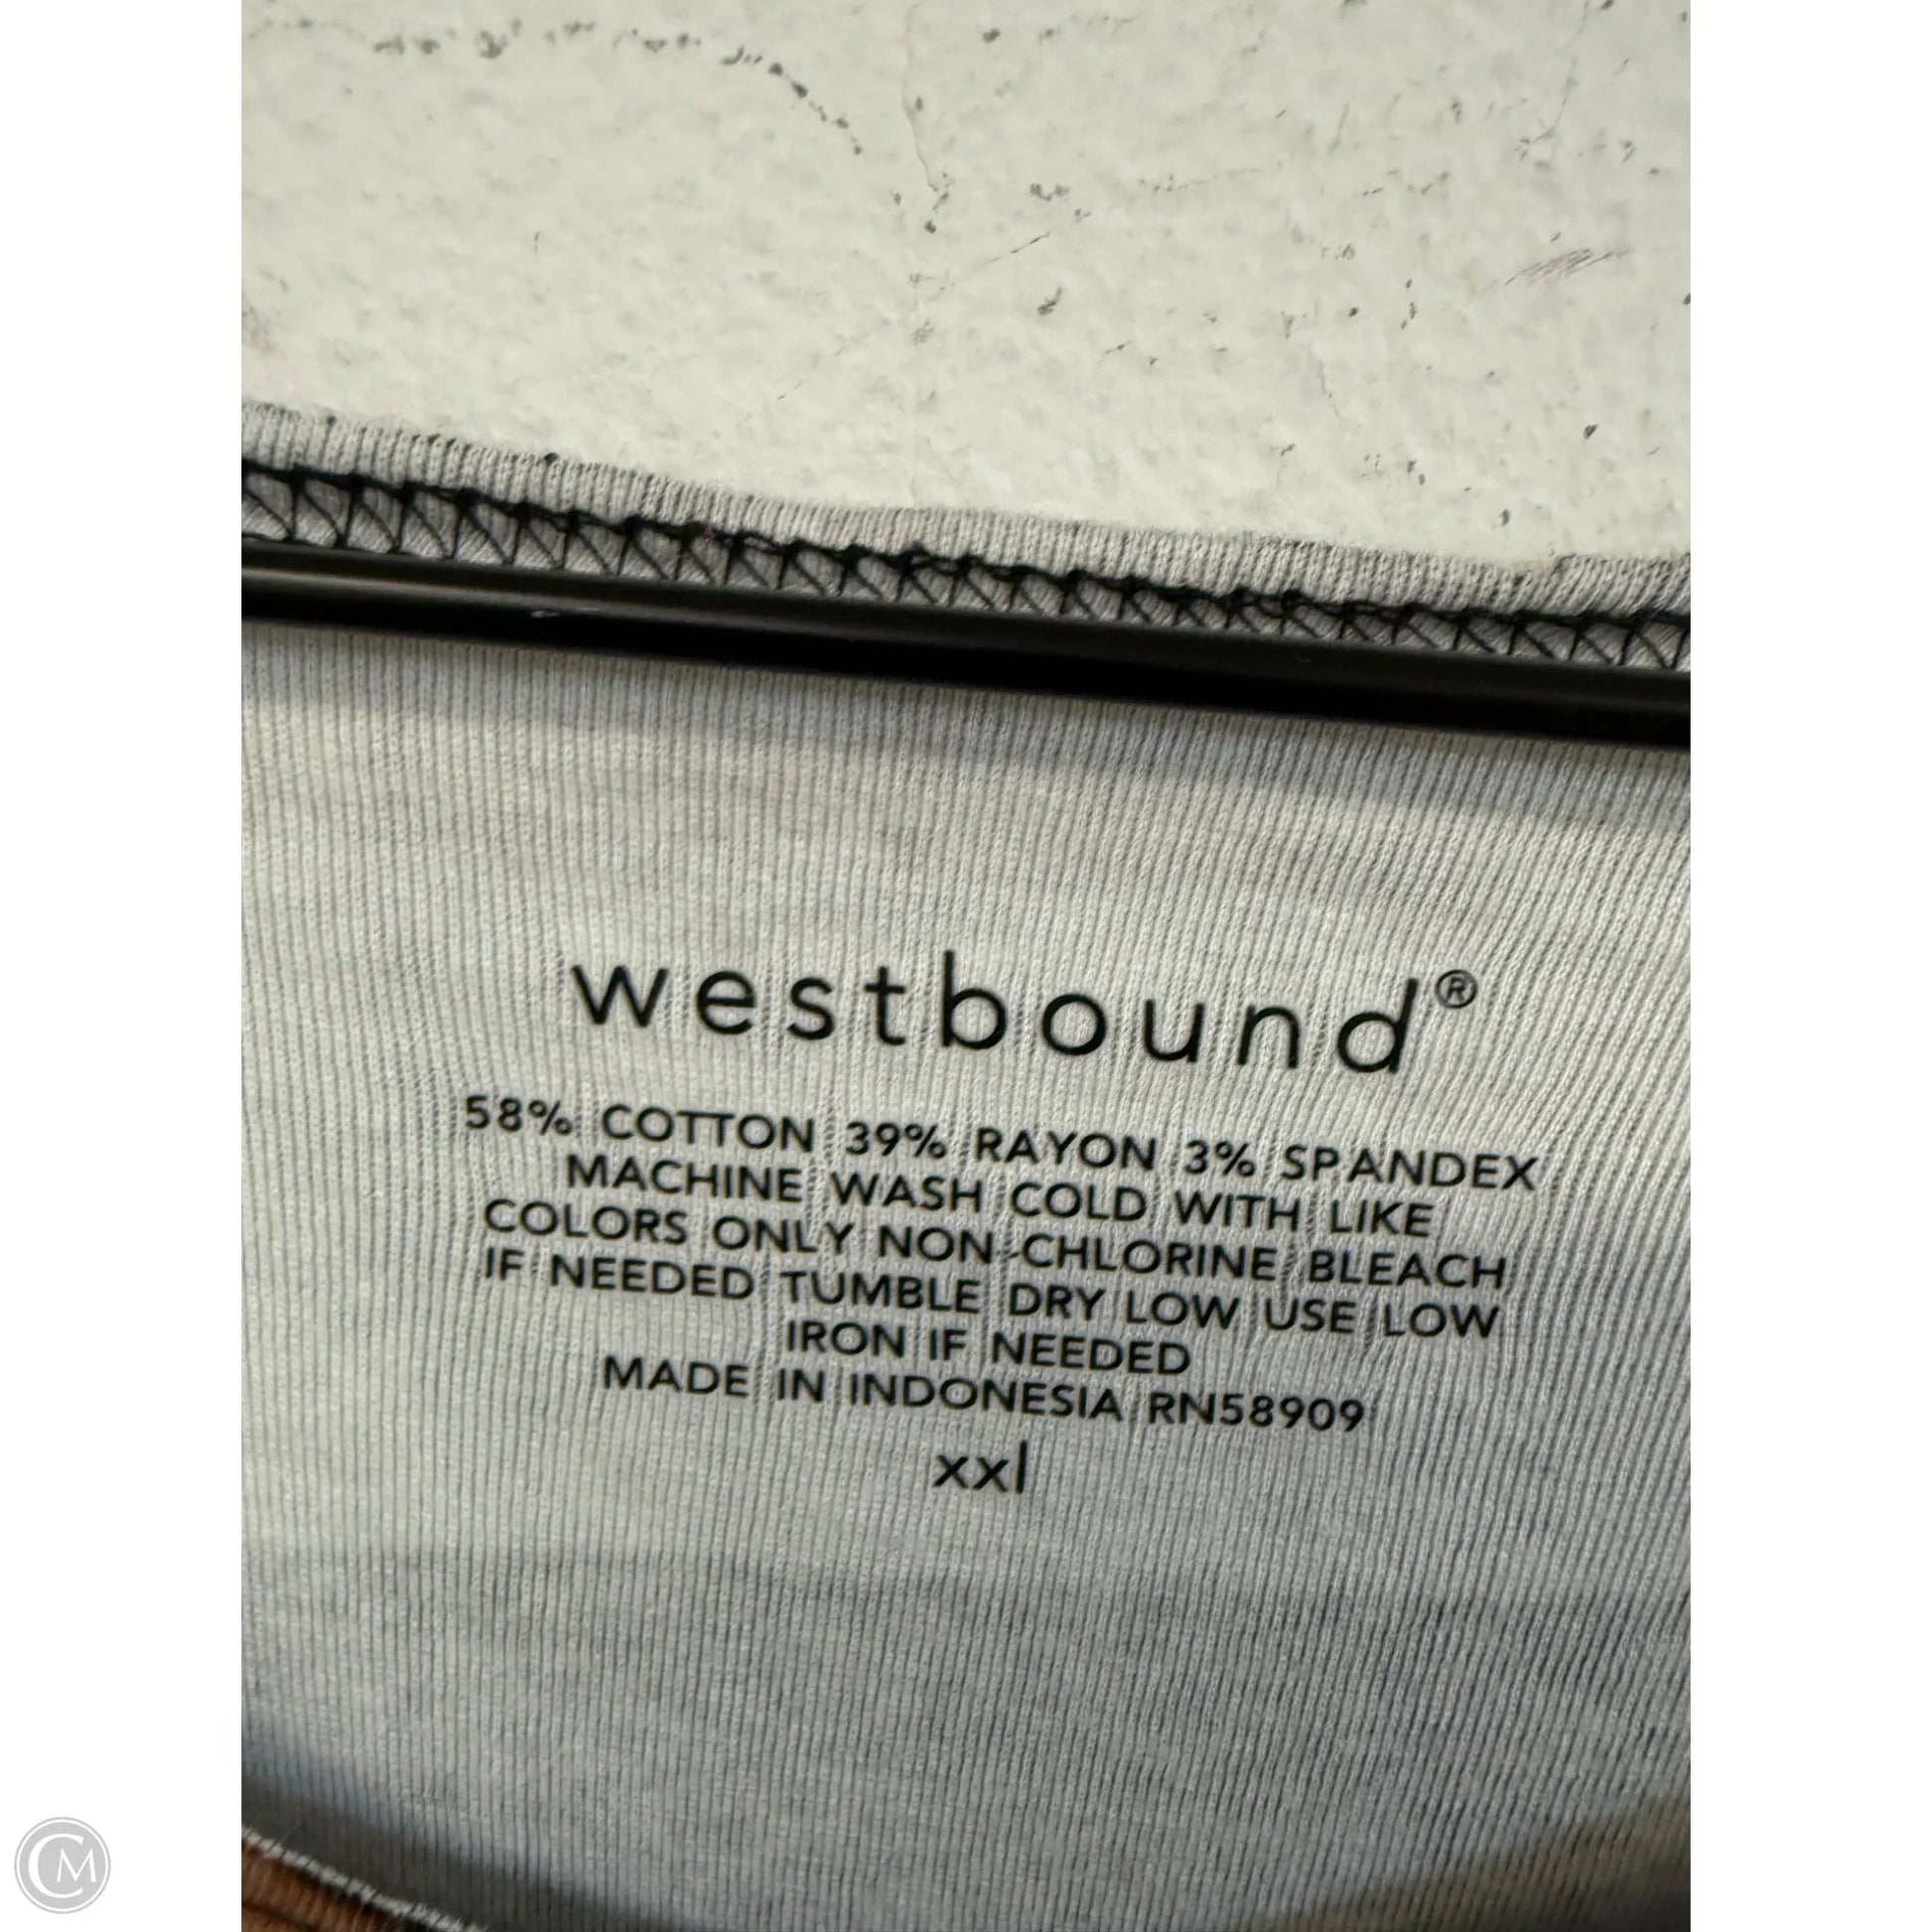 westbound®
58% COTTON 39% RAYON 3% SPANDEX
MACHINE WASH COLD WITH LIKE
COLORS ONLY NON-CHLORINE BLEACH
IF NEEDED TUMBLE DRY LOW USE LOW
IRON IF NEEDED
MADE IN INDONESIA RN58909
xxl
CM